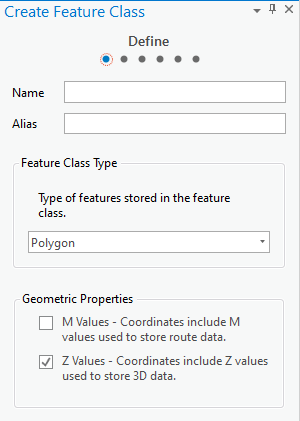 Create Feature Class
Define
Name
Alias
Feature Class Type
Type of features stored in the feature
class.
Polygon
Geometric Properties
M Values - Coordinates include M
values used to store route data.
Z Values - Coordinates include Z values
used to store 3D data.